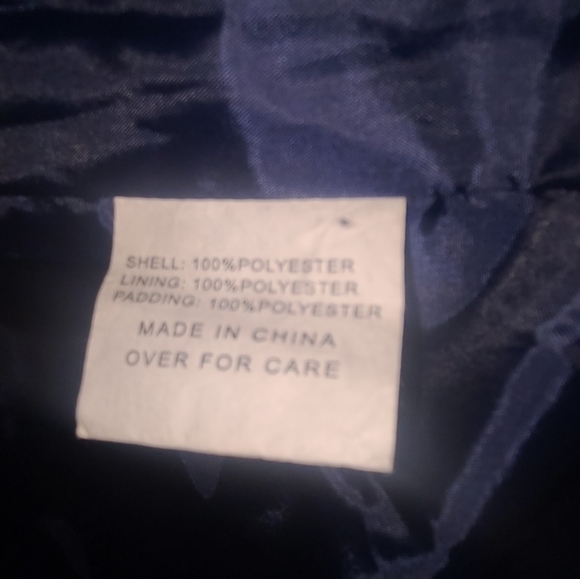 SHELL: 100%POLYESTER
LINING: 100%POLYESTER
PADDING: 100%POLYESTER
MADE IN CHINA
OVER FOR CARE